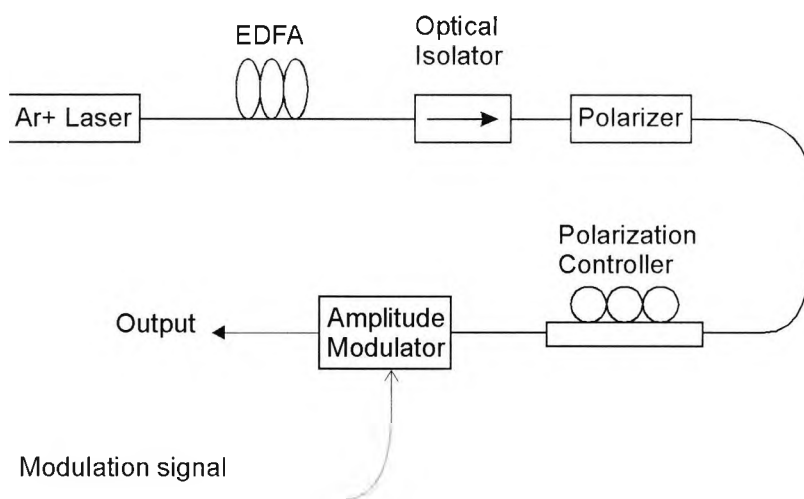 EDFA
Optical
Isolator
Ar+ Laser
Polarizer
Polarization
Controller
Output
Amplitude
Modulator
Modulation signal